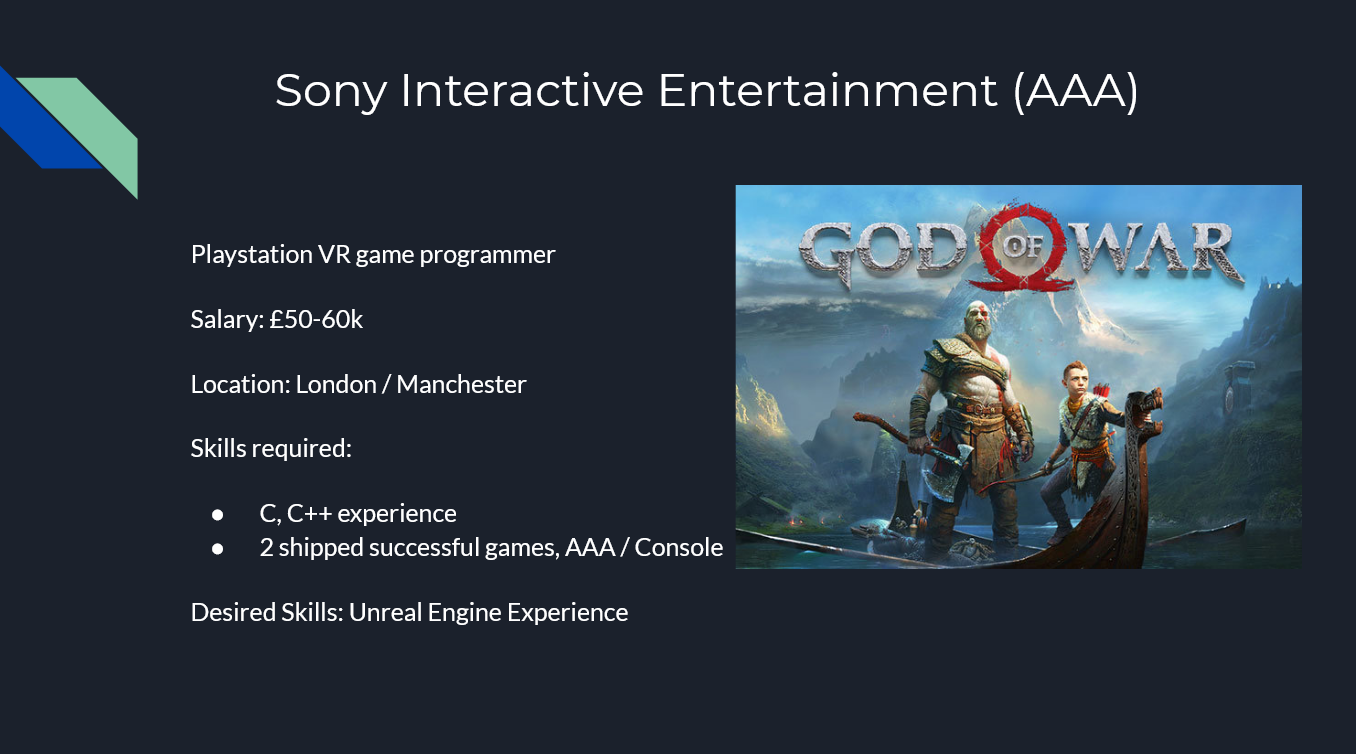 Sony Interactive Entertainment (AAA)
GOD OF WAR
Playstation VR game programmer
Salary: £50-60k
Location: London / Manchester
Skills required:
● C, C++ experience
● 2 shipped successful games, AAA / Console
Desired Skills: Unreal Engine Experience